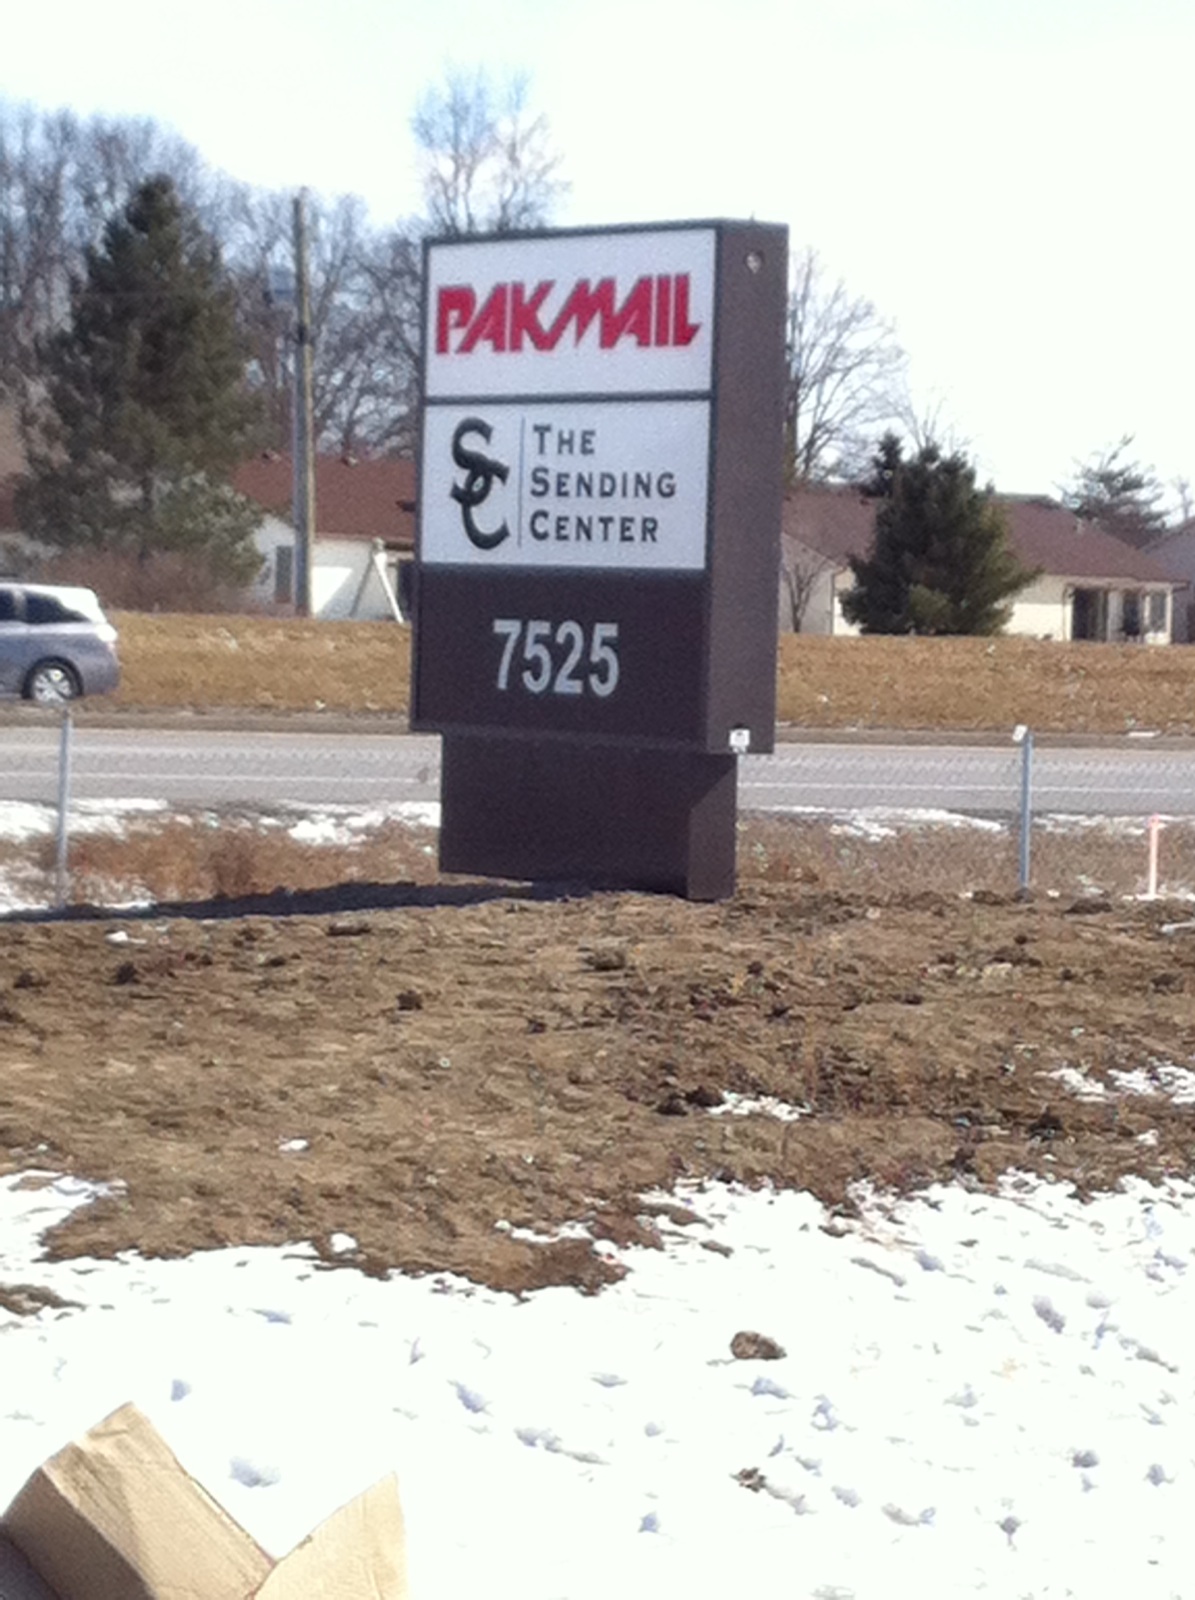 PAKMAIL
SC
THE
SENDING
CENTER
7525